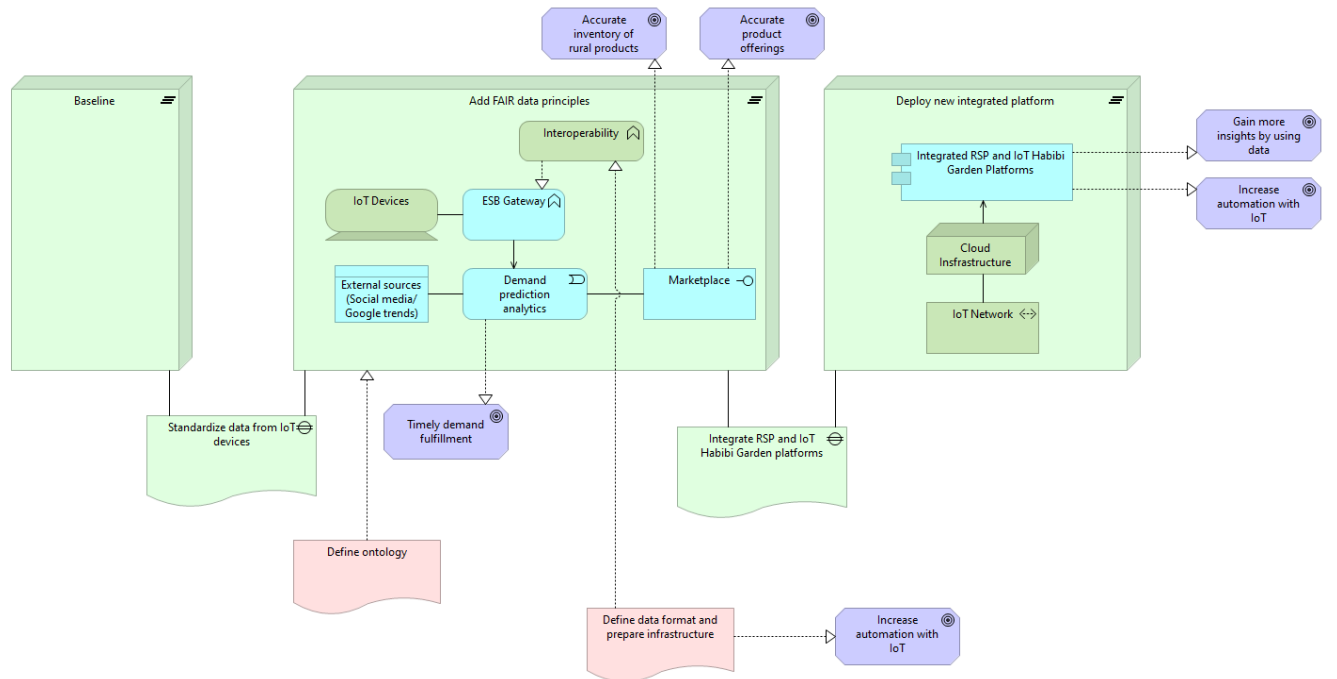 Accurate
inventory of
rural products
Accurate
product
offerings
Baseline
Add FAIR data principles
Deploy new integrated platform
Interoperability
IoT Devices
ESB Gateway
External sources
(Social media/
Google trends)
Demand
prediction
analytics
Marketplace
Integrated RSP and IoT Habibi
Garden Platforms
Cloud
Insfrastructure
IoT Network
Gain more
insights by using
data
Increase
automation with
IoT
Standardize data from IoT
devices
Timely demand
fulfillment
Integrate RSP and IoT
Habibi Garden platforms
Define ontology
Define data format and
prepare infrastructure
Increase
automation with
IoT